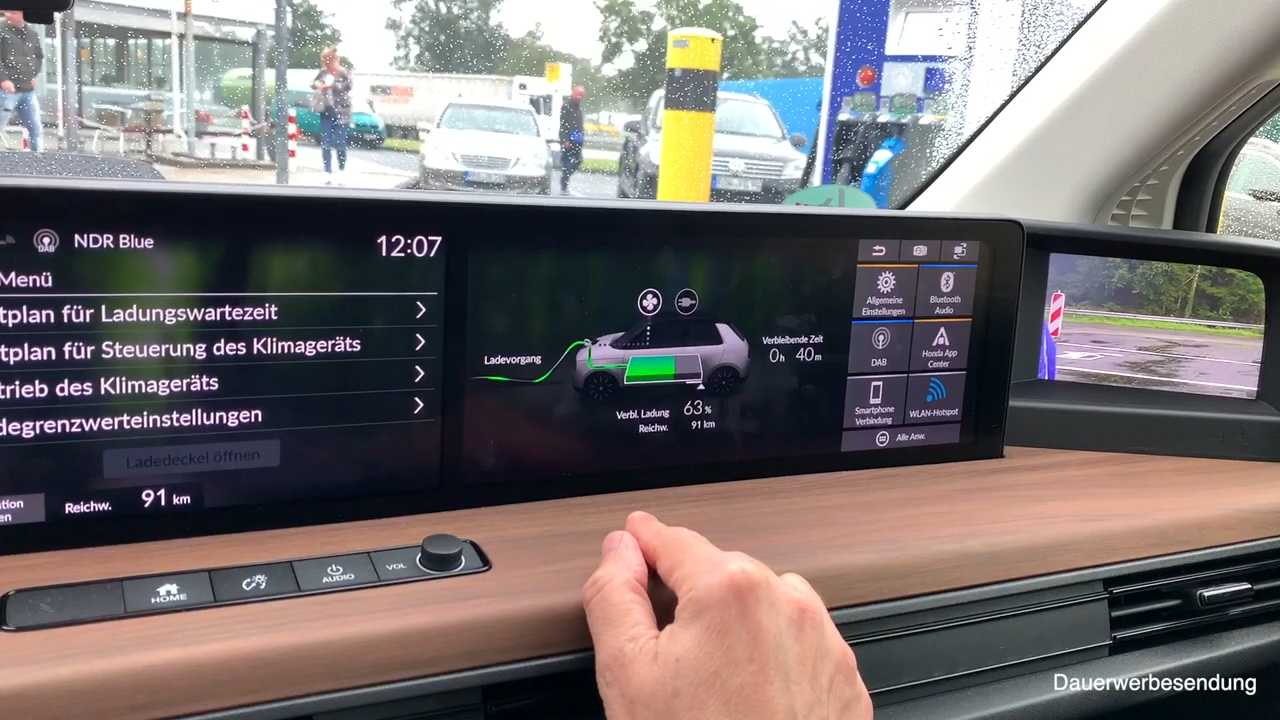 NDR Blue
12:07
Menü
tplan für Ladungswartezeit
tplan für Steuerung des Klimageräts
trieb des Klimageräts
degrenzwerteinstellungen
Ladedeckel öffnen
tion
en
Reichw. 91 km
Ladevorgang
Verbleibende Zeit
0h 40m
Verbl. Ladung 63 %
Reichw. 91 km
Allgemeine
Einstellungen
Bluetooth
Audio
DAB
Honda App
Center
Smartphone
Verbindung
WLAN-Hotspot
Alle Anw.
HOME
AUDIO
VOL
Dauerwerbesendung